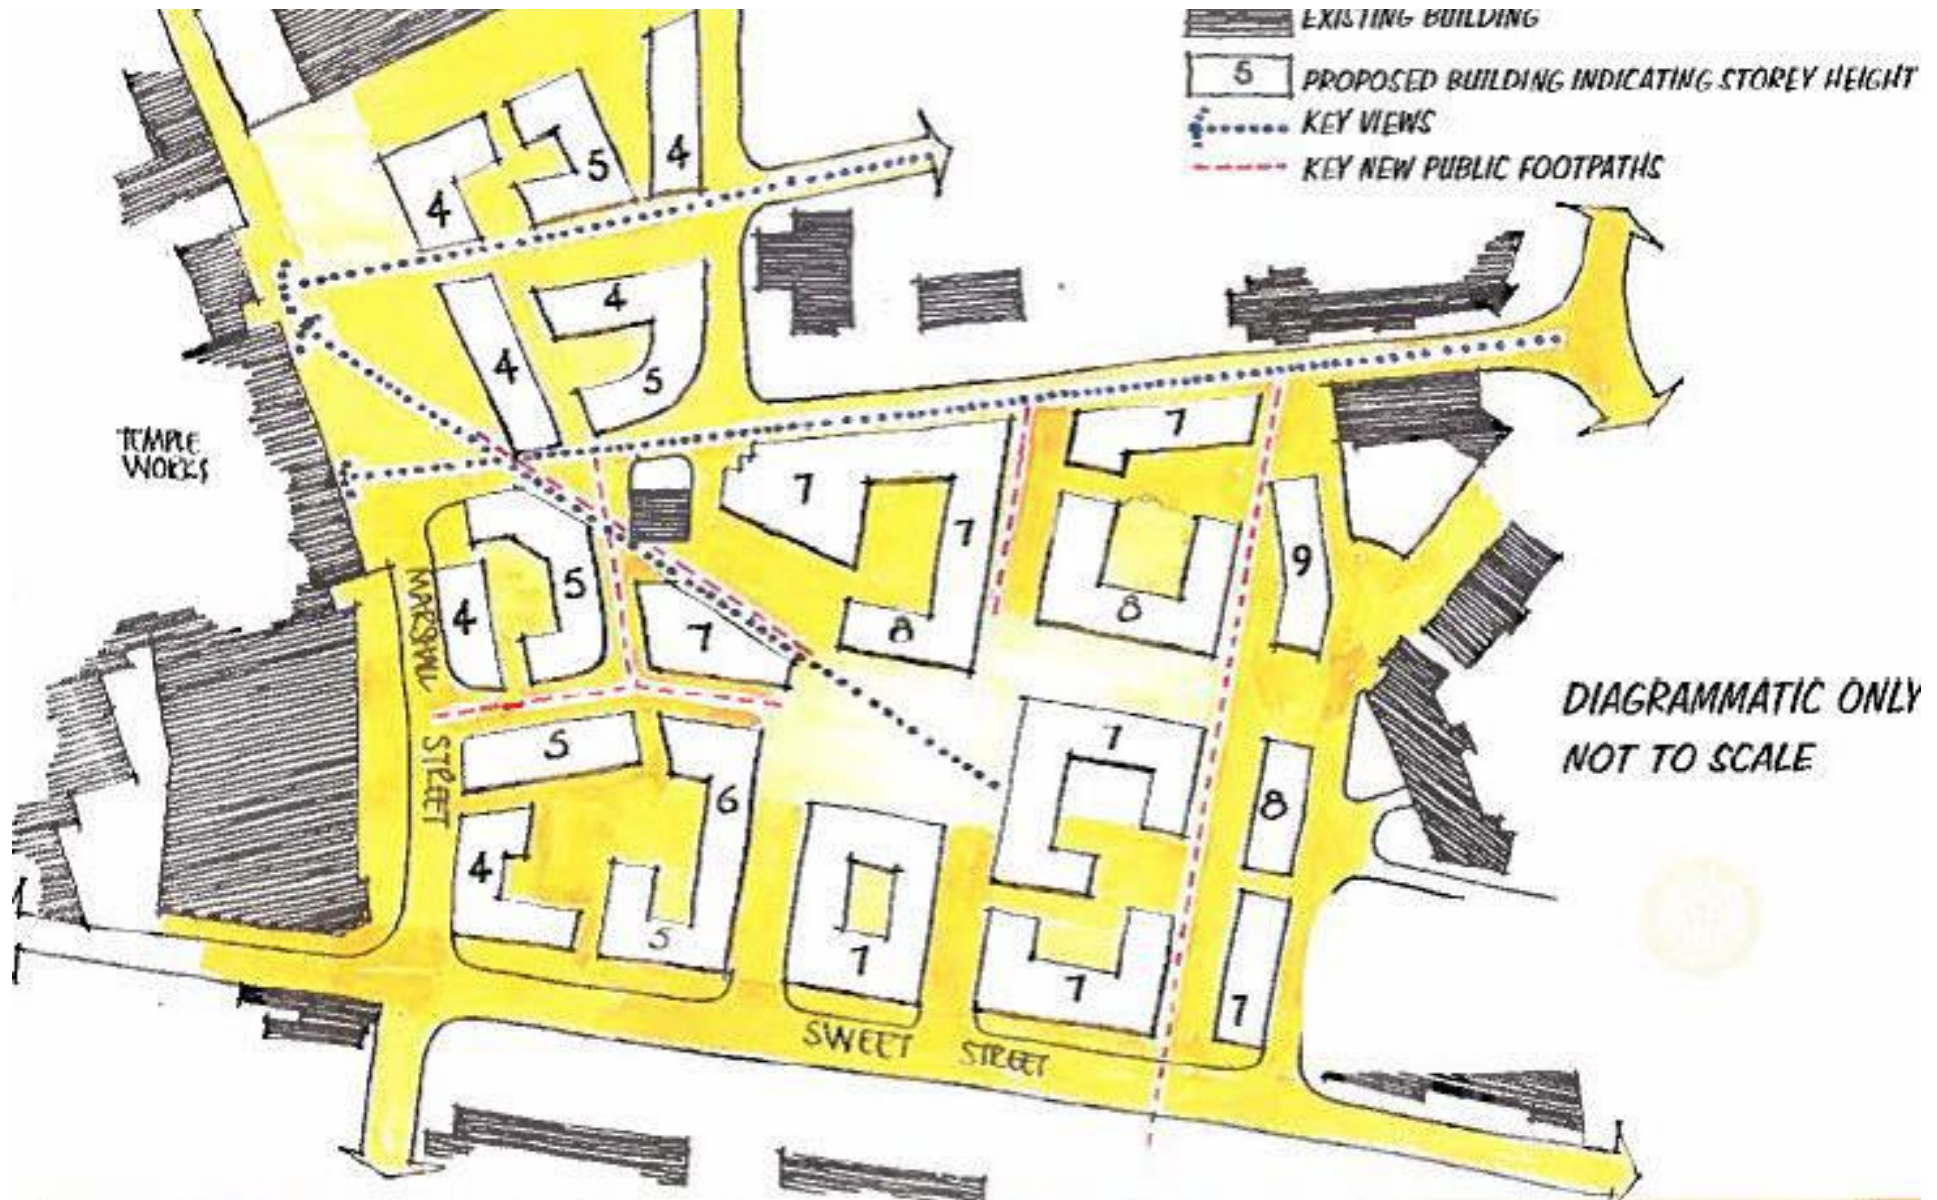 EXISTING BUILDING
5 PROPOSED BUILDING INDICATING STOREY HEIGHT
KEY VIEWS
KEY NEW PUBLIC FOOTPATHS
4
5
4
4
4
5
TEMPLE
WORKS
7
7
7
8
8
9
4
5
7
MARSHALL
STREET
5
6
4
5
7
7
7
8
7
DIAGRAMMATIC ONLY
NOT TO SCALE
SWEET STREET